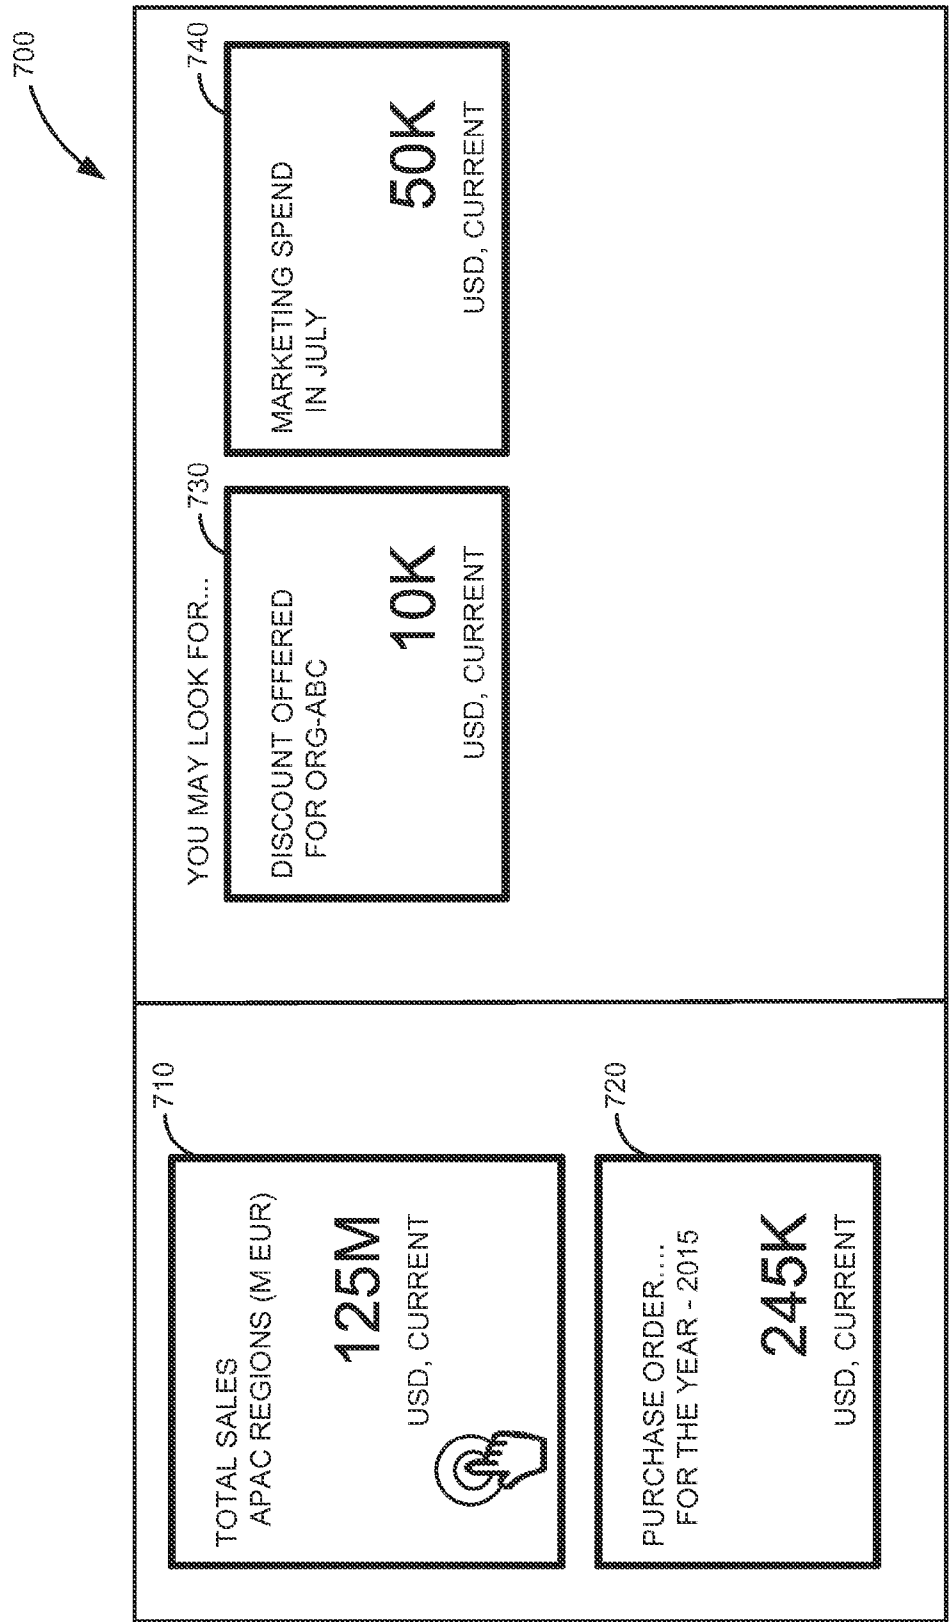 700
710
TOTAL SALES
APAC REGIONS (M EUR)
125M
USD, CURRENT
720
PURCHASE ORDER....
FOR THE YEAR - 2015
245K
USD, CURRENT
YOU MAY LOOK FOR...
730
DISCOUNT OFFERED
FOR ORG-ABC
10K
USD, CURRENT
740
MARKETING SPEND
IN JULY
50K
USD, CURRENT